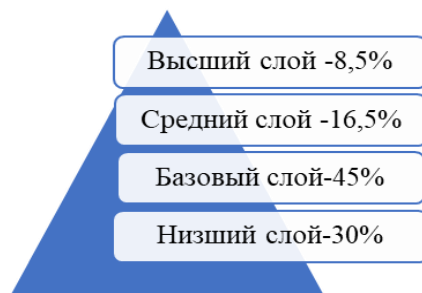 Высший слой -8,5%
Средний слой -16,5%
Базовый слой-45%
Низший слой-30%